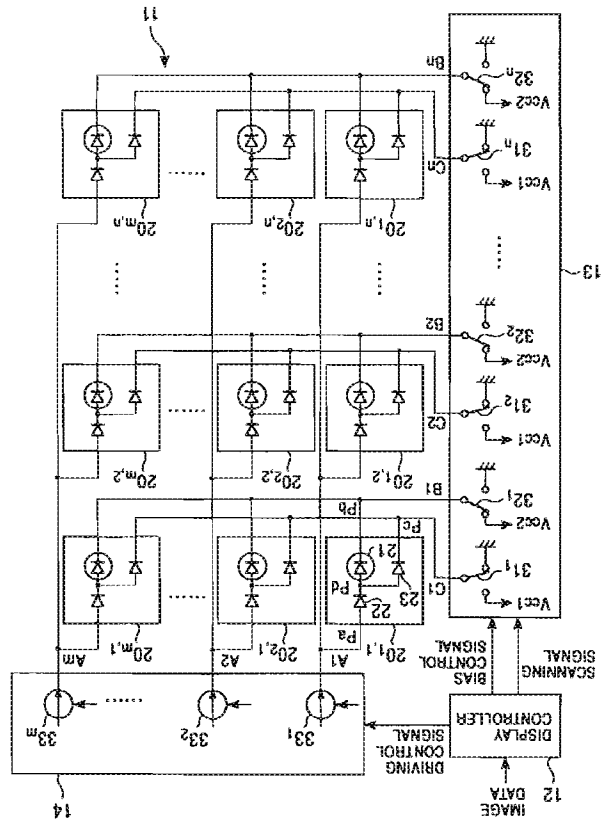 IMAGE
DATA
12
14
DISPLAY
CONTROLLER
DRIVING CONTROL
SIGNAL
33₁
33₂
......
33m
SCANNING
SIGNAL
BIAS
CONTROL
SIGNAL
20₁,₁
A1
20₂,₁
A2
20m,₁
Am
Pa
22
Pd
23
21
Pc
Pb
......
Vcc1
31₁
C1
Vcc2
32₁
B1
20₁,₂
20₂,₂
20m,₂
......
Vcc1
31₂
C2
Vcc2
32₂
B2
13
......
......
......
......
20₁,n
20₂,n
20m,n
......
Vcc1
31n
Cn
Vcc2
32n
Bn
11